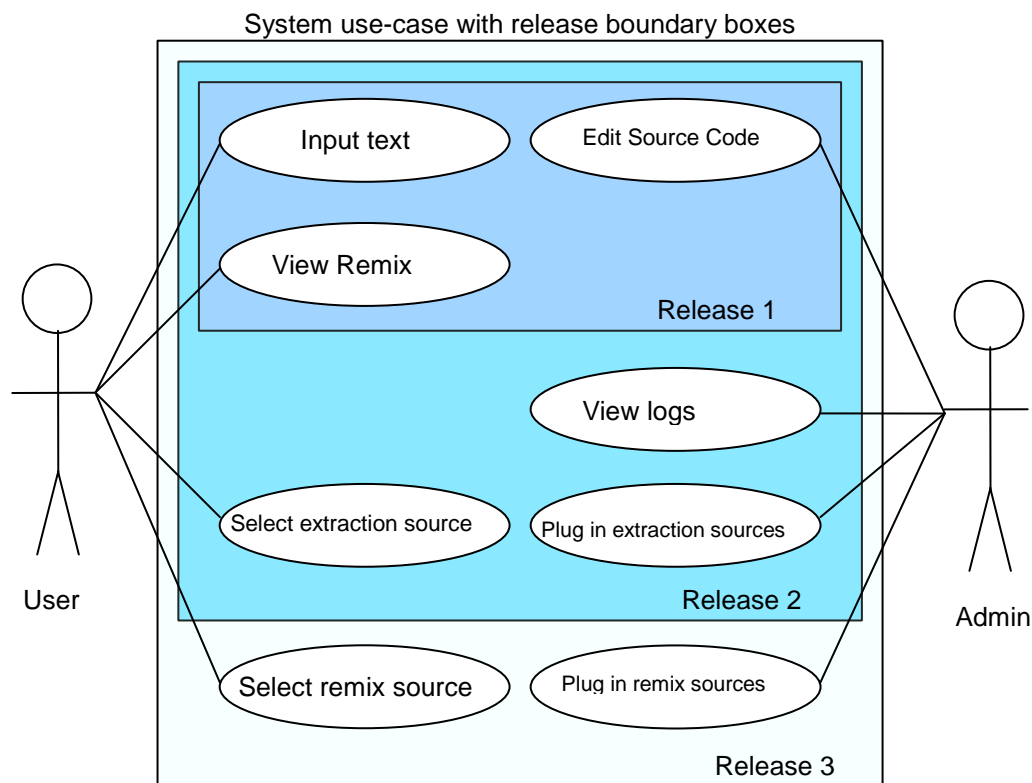 System use-case with release boundary boxes
Input text
Edit Source Code
View Remix
Release 1
View logs
Select extraction source
Plug in extraction sources
User
Release 2
Admin
Select remix source
Plug in remix sources
Release 3